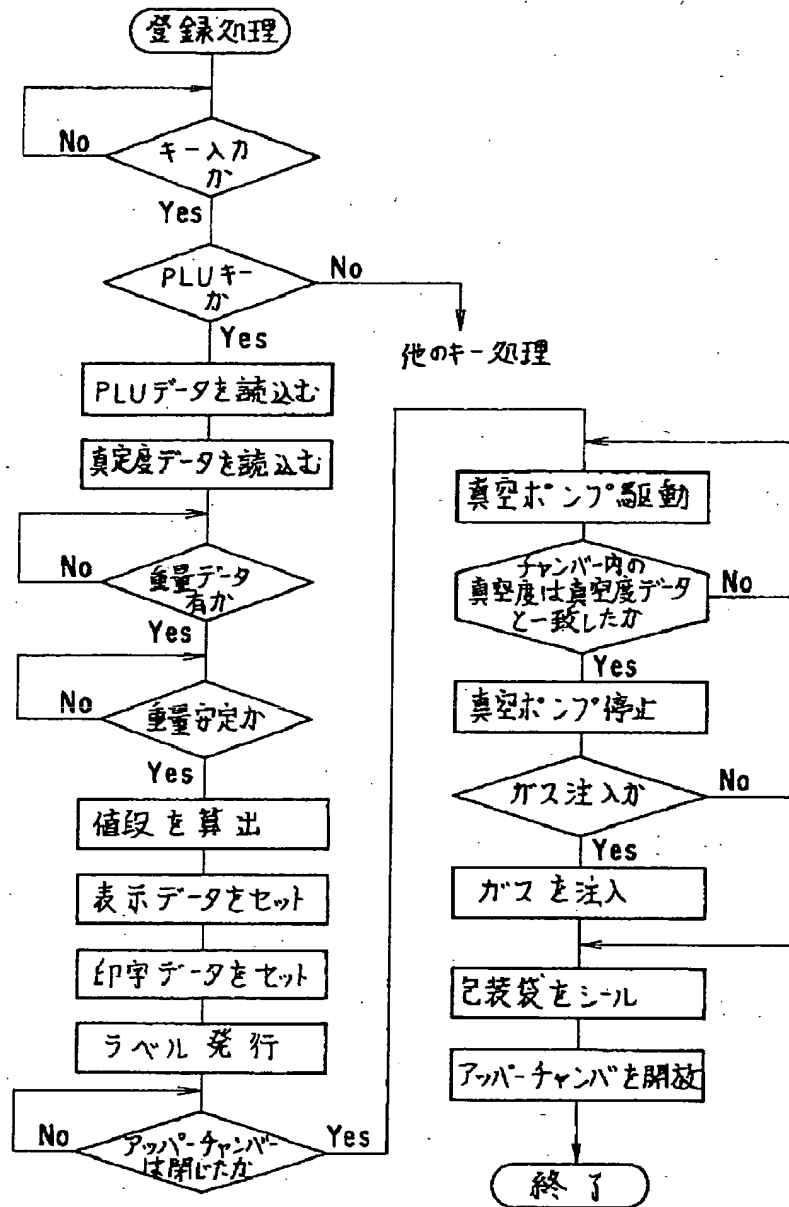 登録処理
No
キー入力
か
Yes
PLUキー
か
No
Yes
他のキー処理
PLUデータを読込む
真定度データを読込む
No
重量データ
有か
Yes
No
重量安定か
Yes
値段を算出
表示データをセット
印字データをセット
ラベル発行
No
アッパーチャンバー
は閉じたか
Yes
真空ポンプ駆動
チャンバー内の
真空度は真空度データ
と一致したか
No
Yes
真空ポンプ停止
ガス注入か
No
Yes
ガスを注入
包装袋をシール
アッパーチャンバを開放
終了